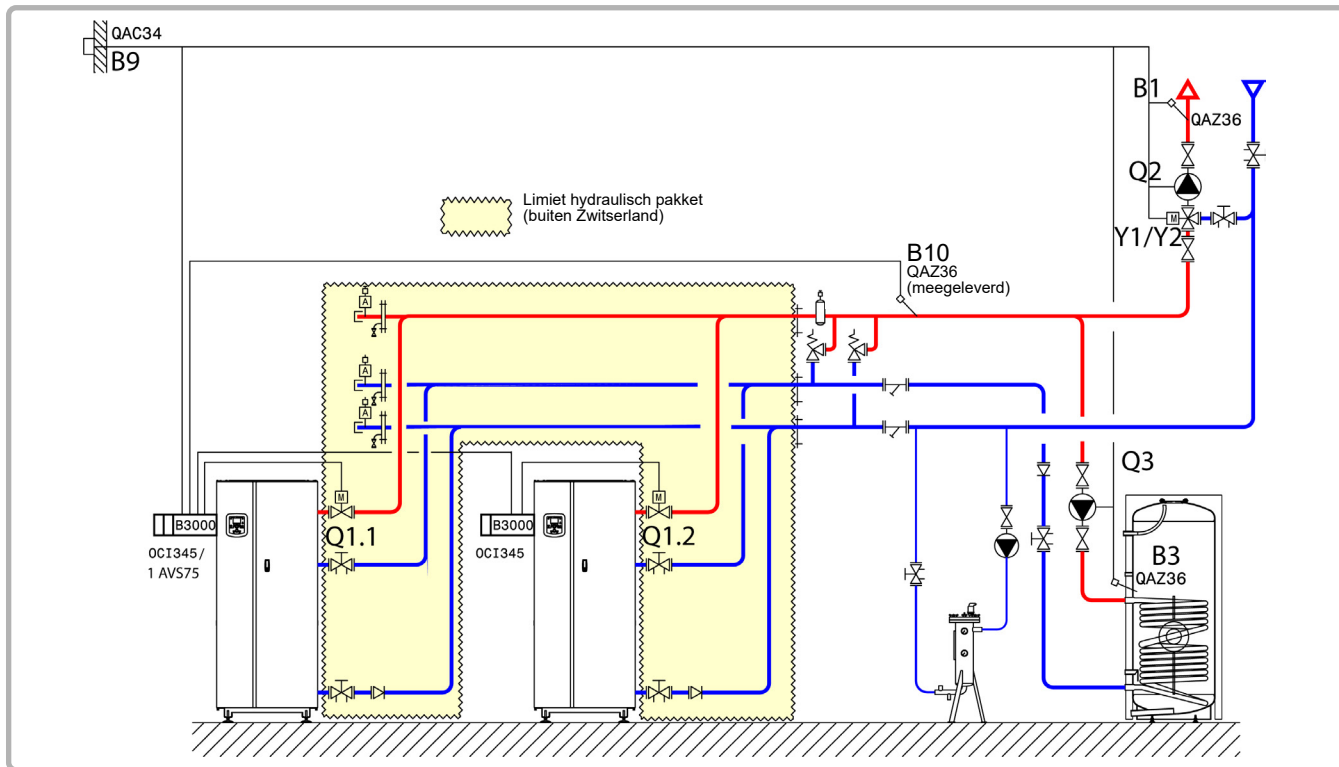 QAC34
B9
B1
QAZ36
Q2
M
Y1/Y2
Limiet hydraulisch pakket
(buiten Zwitserland)
B10
QAZ36
(meegeleverd)
A
A
A
M
M
B3000
OCI345/
1 AVS75
Q1.1
B3000
OCI345
Q1.2
Q3
B3
QAZ36